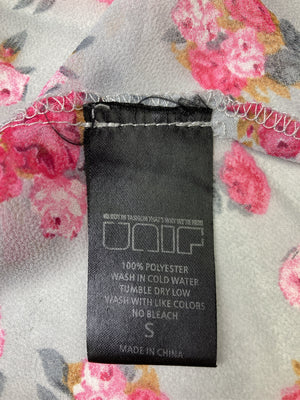 UNIF
100% POLYESTER
WASH IN COLD WATER
TUMBLE DRY LOW
WASH WITH LIKE COLORS
NO BLEACH
S
MADE IN CHINA